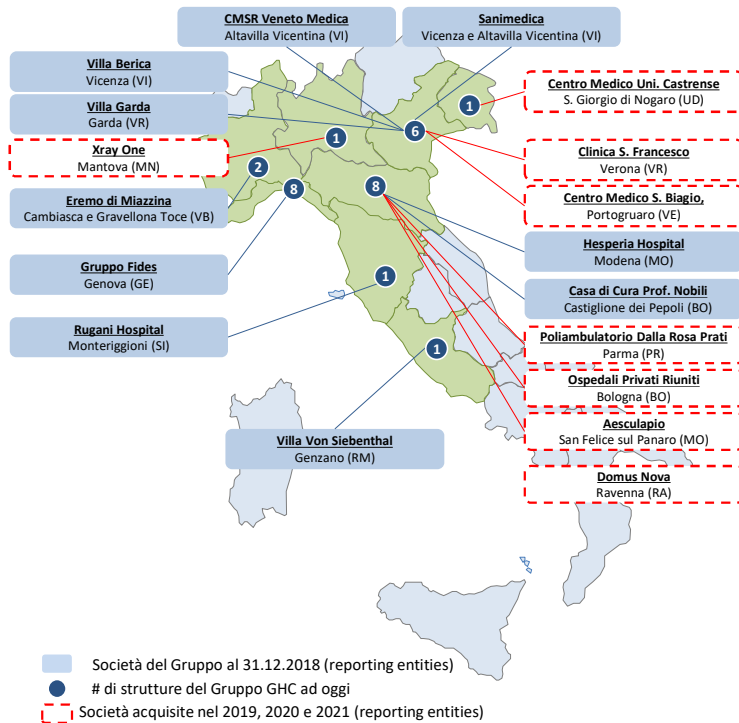 CMSR Veneto Medica
Altavilla Vicentina (VI)
Sanimedica
Vicenza e Altavilla Vicentina (VI)
Villa Berica
Vicenza (VI)
Villa Garda
Garda (VR)
Xray One
Mantova (MN)
Eremo di Miazzina
Cambiasca e Gravellona Toce (VB)
Gruppo Fides
Genova (GE)
Rugani Hospital
Monteriggioni (SI)
Villa Von Siebenthal
Genzano (RM)
1
6
1
2
8
8
1
1
Centro Medico Uni. Castrense
S. Giorgio di Nogaro (UD)
Clinica S. Francesco
Verona (VR)
Centro Medico S. Biagio,
Portogruaro (VE)
Hesperia Hospital
Modena (MO)
Casa di Cura Prof. Nobili
Castiglione dei Pepoli (BO)
Poliambulatorio Dalla Rosa Prati
Parma (PR)
Ospedali Privati Riuniti
Bologna (BO)
Aesculapio
San Felice sul Panaro (MO)
Domus Nova
Ravenna (RA)
Società del Gruppo al 31.12.2018 (reporting entities)
# di strutture del Gruppo GHC ad oggi
Società acquisite nel 2019, 2020 e 2021 (reporting entities)